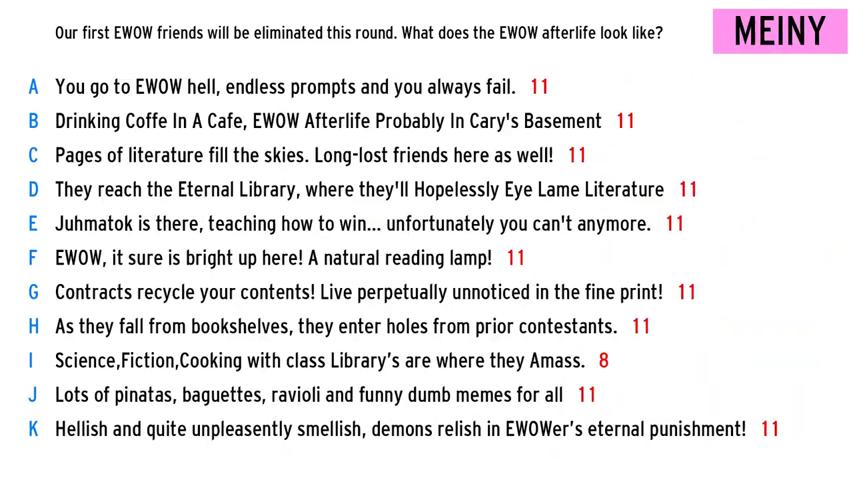 Our first EWOW friends will be eliminated this round. What does the EWOW afterlife look like?
MEINY
A You go to EWOW hell, endless prompts and you always fail. 11
B Drinking Coffe In A Cafe, EWOW Afterlife Probably In Cary's Basement 11
C Pages of literature fill the skies. Long-lost friends here as well! 11
D They reach the Eternal Library, where they'll Hopelessly Eye Lame Literature 11
E Juhmatok is there, teaching how to win... unfortunately you can't anymore. 11
F EWOW, it sure is bright up here! A natural reading lamp! 11
G Contracts recycle your contents! Live perpetually unnoticed in the fine print! 11
H As they fall from bookshelves, they enter holes from prior contestants. 11
I Science,Fiction,Cooking with class Library’s are where they Amass. 8
J Lots of pinatas, baguettes, ravioli and funny dumb memes for all 11
K Hellish and quite unpleasently smellish, demons relish in EWOWer’s eternal punishment! 11